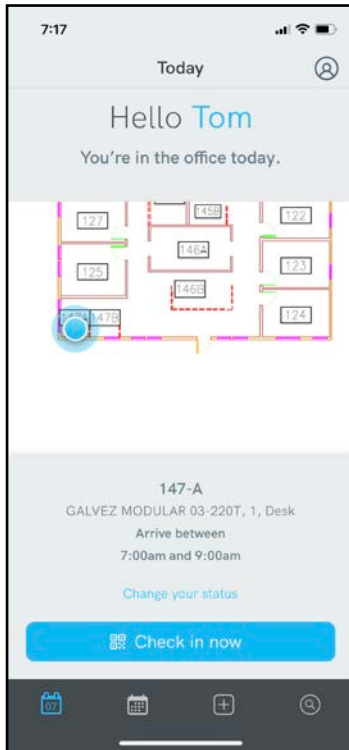 7:17
Today
Hello Tom
You're in the office today.
145B
127
122
146A
125
123
146B
147A 147B
124
147-A
GALVEZ MODULAR 03-220T, 1, Desk
Arrive between
7:00am and 9:00am
Change your status
Check in now
07